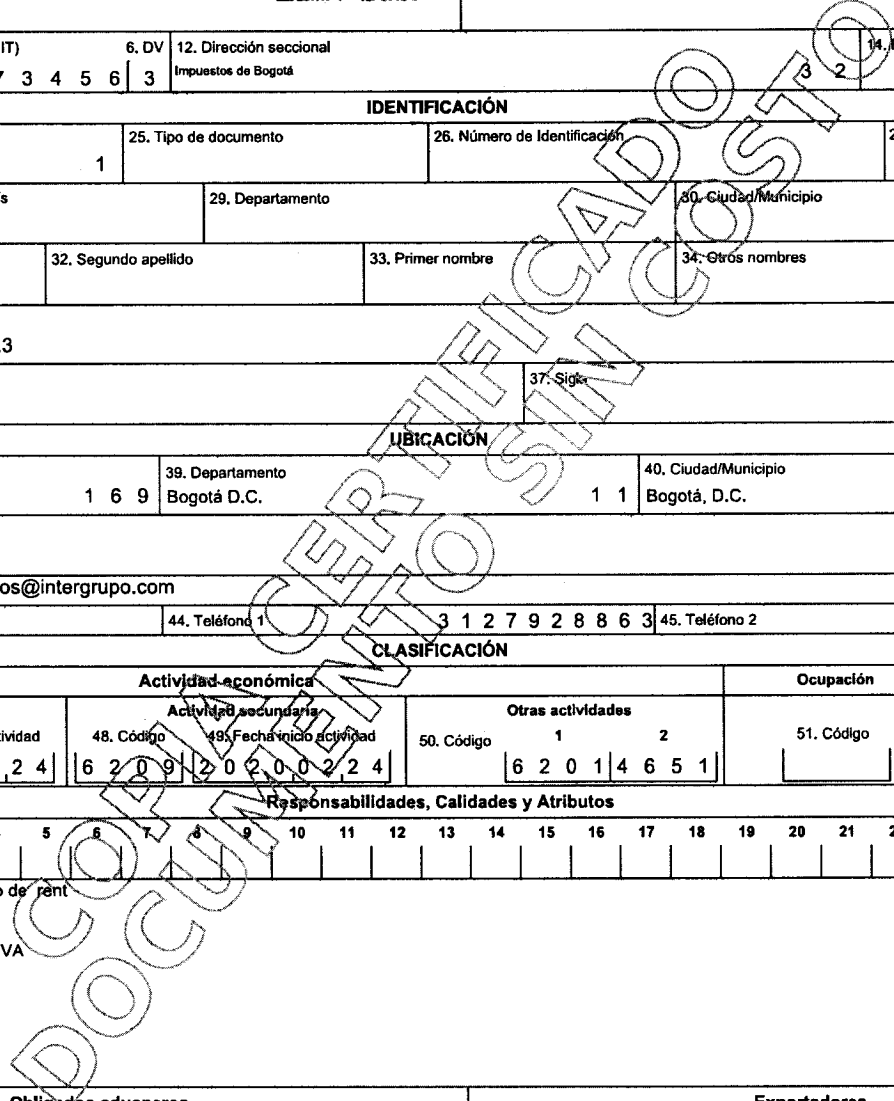 IT) 6. DV 12. Dirección seccional 14.
3 4 5 6 3 Impuestos de Bogotá 3 2
IDENTIFICACIÓN
25. Tipo de documento 26. Número de Identificación
1
29. Departamento 30. Ciudad/Municipio
32. Segundo apellido 33. Primer nombre 34. Otros nombres
.3
37. Sigla
UBICACIÓN
39. Departamento 40. Ciudad/Municipio
1 6 9 Bogotá D.C. 1 1 Bogotá, D.C.
os@intergrupo.com
44. Teléfono 1 3 1 2 7 9 2 8 8 6 3 45. Teléfono 2
CLASIFICACIÓN
Actividad económica Ocupación
Actividad secundaria Otras actividades
tividad 48. Código 49. Fecha inicio actividad 50. Código 1 2 51. Código
2 4 6 2 0 9 2 0 2 0 0 2 2 4 6 2 0 1 4 6 5 1
Responsabilidades, Calidades y Atributos
5 6 7 8 9 10 11 12 13 14 15 16 17 18 19 20 21
o de rent
VA
COPIA CERTIFICADO
DOCUMENTO SIN COSTO